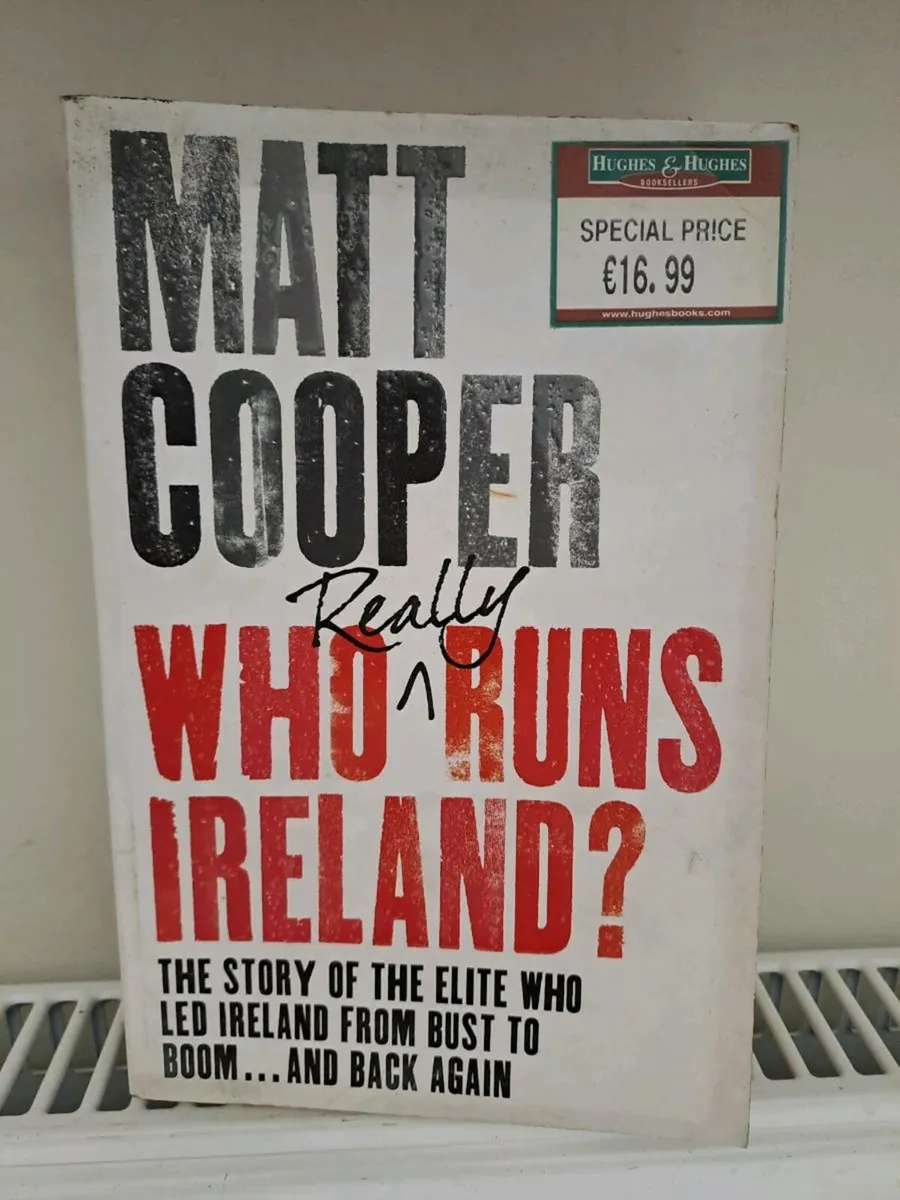 MATT
COOPER
HUGHES & HUGHES
BOOKSELLERS
SPECIAL PRICE
€16.99
www.hughesbooks.com
Really
WHO ^ RUNS
IRELAND?
THE STORY OF THE ELITE WHO
LED IRELAND FROM BUST TO
BOOM...AND BACK AGAIN